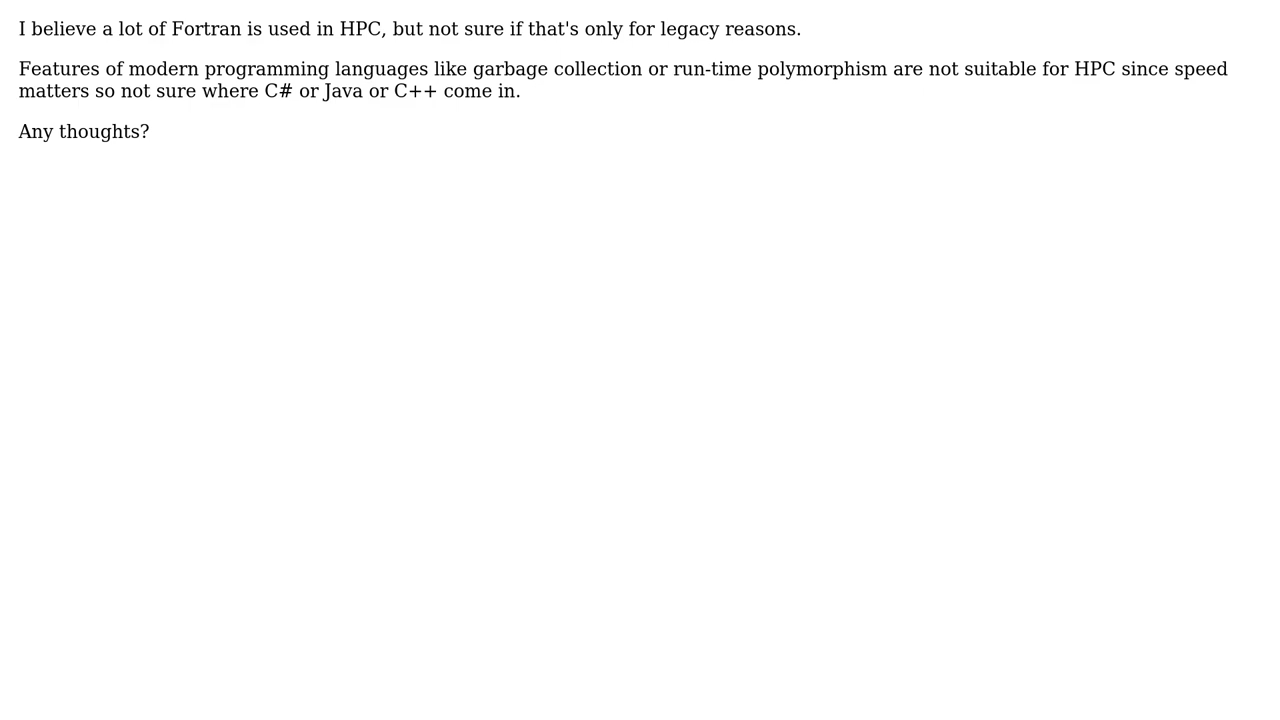 I believe a lot of Fortran is used in HPC, but not sure if that's only for legacy reasons.
Features of modern programming languages like garbage collection or run-time polymorphism are not suitable for HPC since speed
matters so not sure where C# or Java or C++ come in.
Any thoughts?